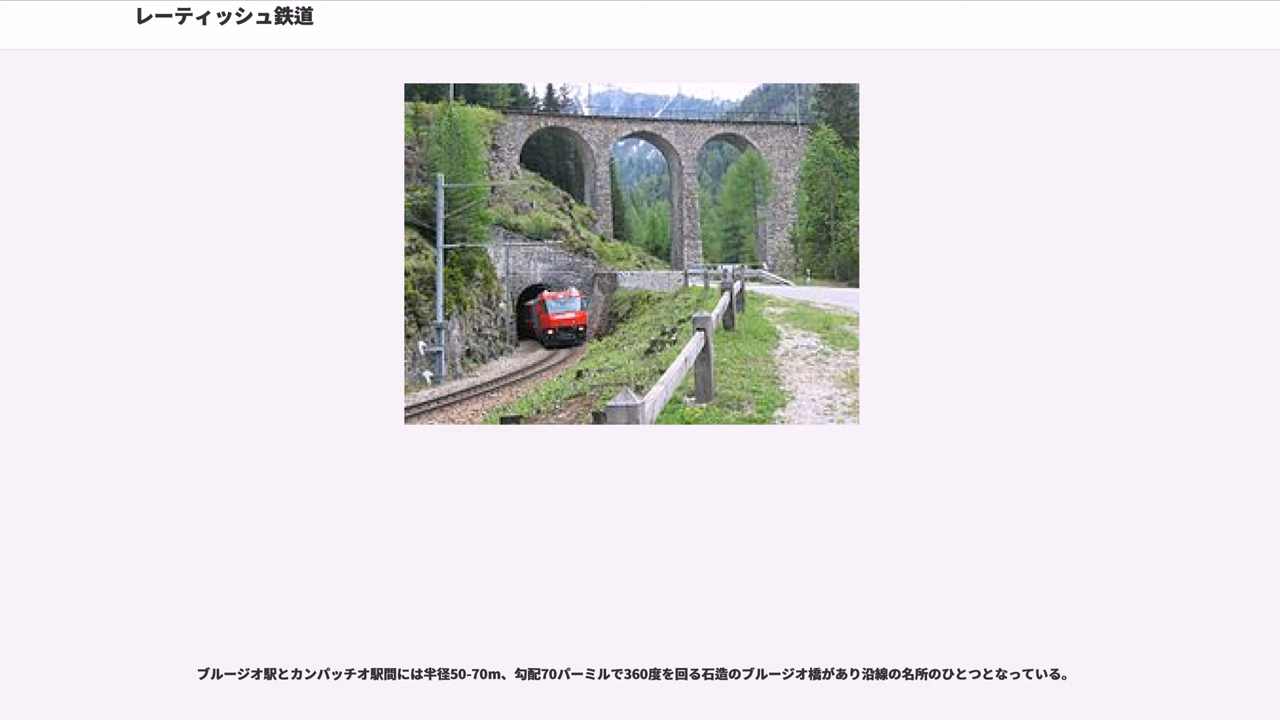 レーティッシュ鉄道
ブルージオ駅とカンパッチオ駅間には半径50-70m、勾配70パーミルで360度を回る石造のブルージオ橋があり沿線の名所のひとつとなっている。